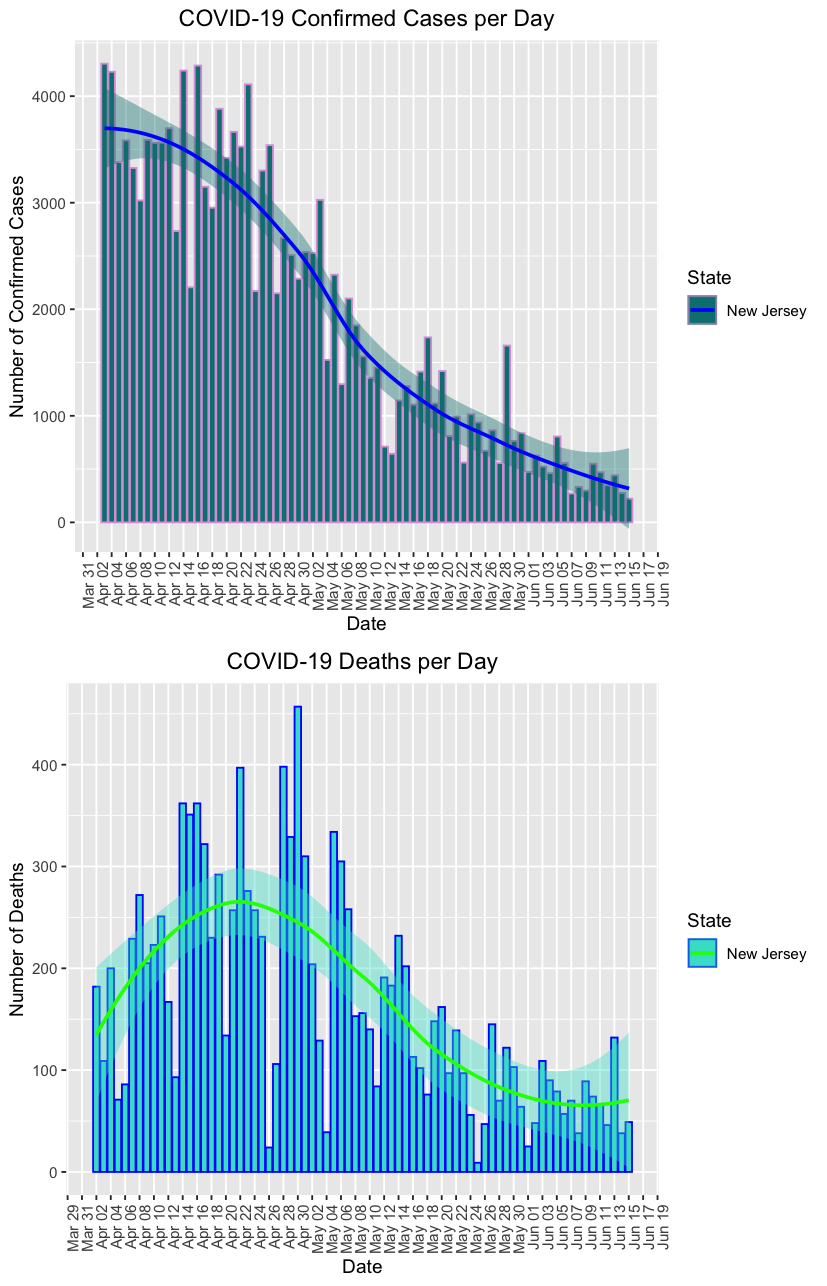 COVID-19 Confirmed Cases per Day
Number of Confirmed Cases
4000
3000
2000
1000
0
Mar 31
Apr 02
Apr 04
Apr 06
Apr 08
Apr 10
Apr 12
Apr 14
Apr 16
Apr 18
Apr 20
Apr 22
Apr 24
Apr 26
Apr 28
Apr 30
May 02
May 04
May 06
May 08
May 10
May 12
May 14
May 16
May 18
May 20
May 22
May 24
May 26
May 28
May 30
Jun 01
Jun 03
Jun 05
Jun 07
Jun 09
Jun 11
Jun 13
Jun 15
Jun 17
Jun 19
Date
State
New Jersey
COVID-19 Deaths per Day
Number of Deaths
400
300
200
100
0
Mar 29
Mar 31
Apr 02
Apr 04
Apr 06
Apr 08
Apr 10
Apr 12
Apr 14
Apr 16
Apr 18
Apr 20
Apr 22
Apr 24
Apr 26
Apr 28
Apr 30
May 02
May 04
May 06
May 08
May 10
May 12
May 14
May 16
May 18
May 20
May 22
May 24
May 26
May 28
May 30
Jun 01
Jun 03
Jun 05
Jun 07
Jun 09
Jun 11
Jun 13
Jun 15
Jun 17
Jun 19
Date
State
New Jersey